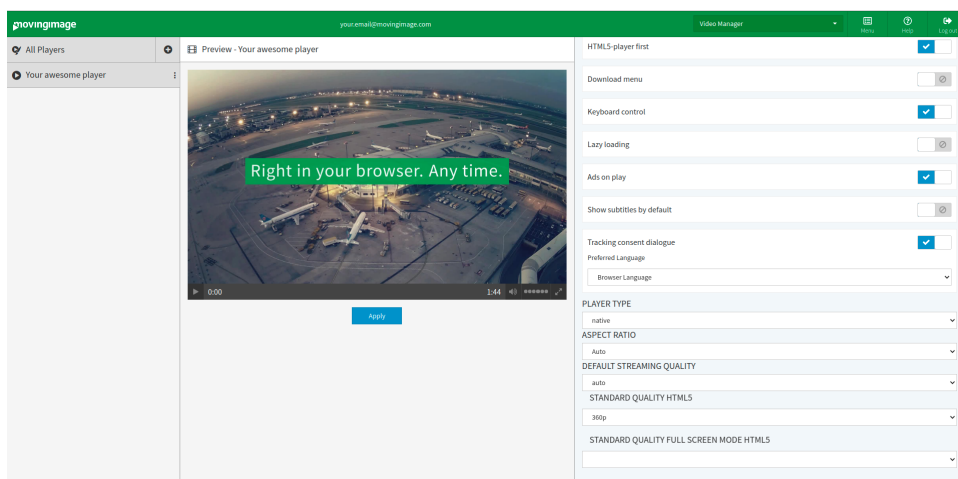 movingimage
your.email@movingimage.com
Video Manager
Menu
Help
Log out
All Players
Preview - Your awesome player
Your awesome player
Right in your browser. Any time.
0:00
1:44
Apply
HTML5-player first
Download menu
Keyboard control
Lazy loading
Ads on play
Show subtitles by default
Tracking consent dialogue
Preferred Language
Browser Language
PLAYER TYPE
native
ASPECT RATIO
Auto
DEFAULT STREAMING QUALITY
auto
STANDARD QUALITY HTML5
360p
STANDARD QUALITY FULL SCREEN MODE HTML5